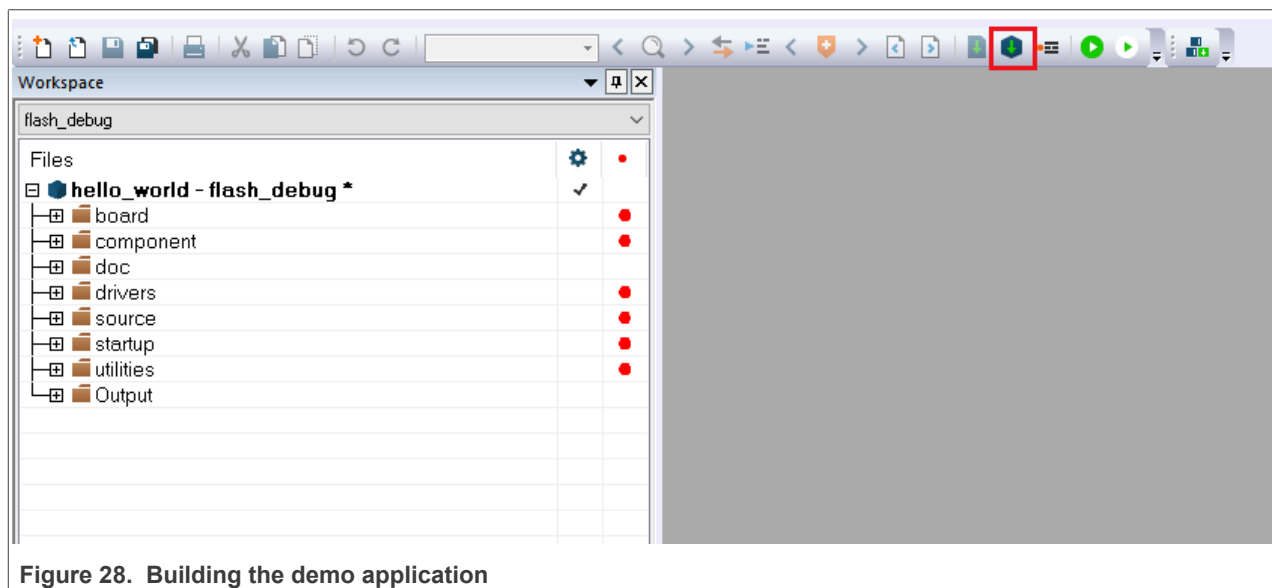 Workspace
flash_debug
Files
hello_world - flash_debug *
board
component
doc
drivers
source
startup
utilities
Output
Figure 28. Building the demo application